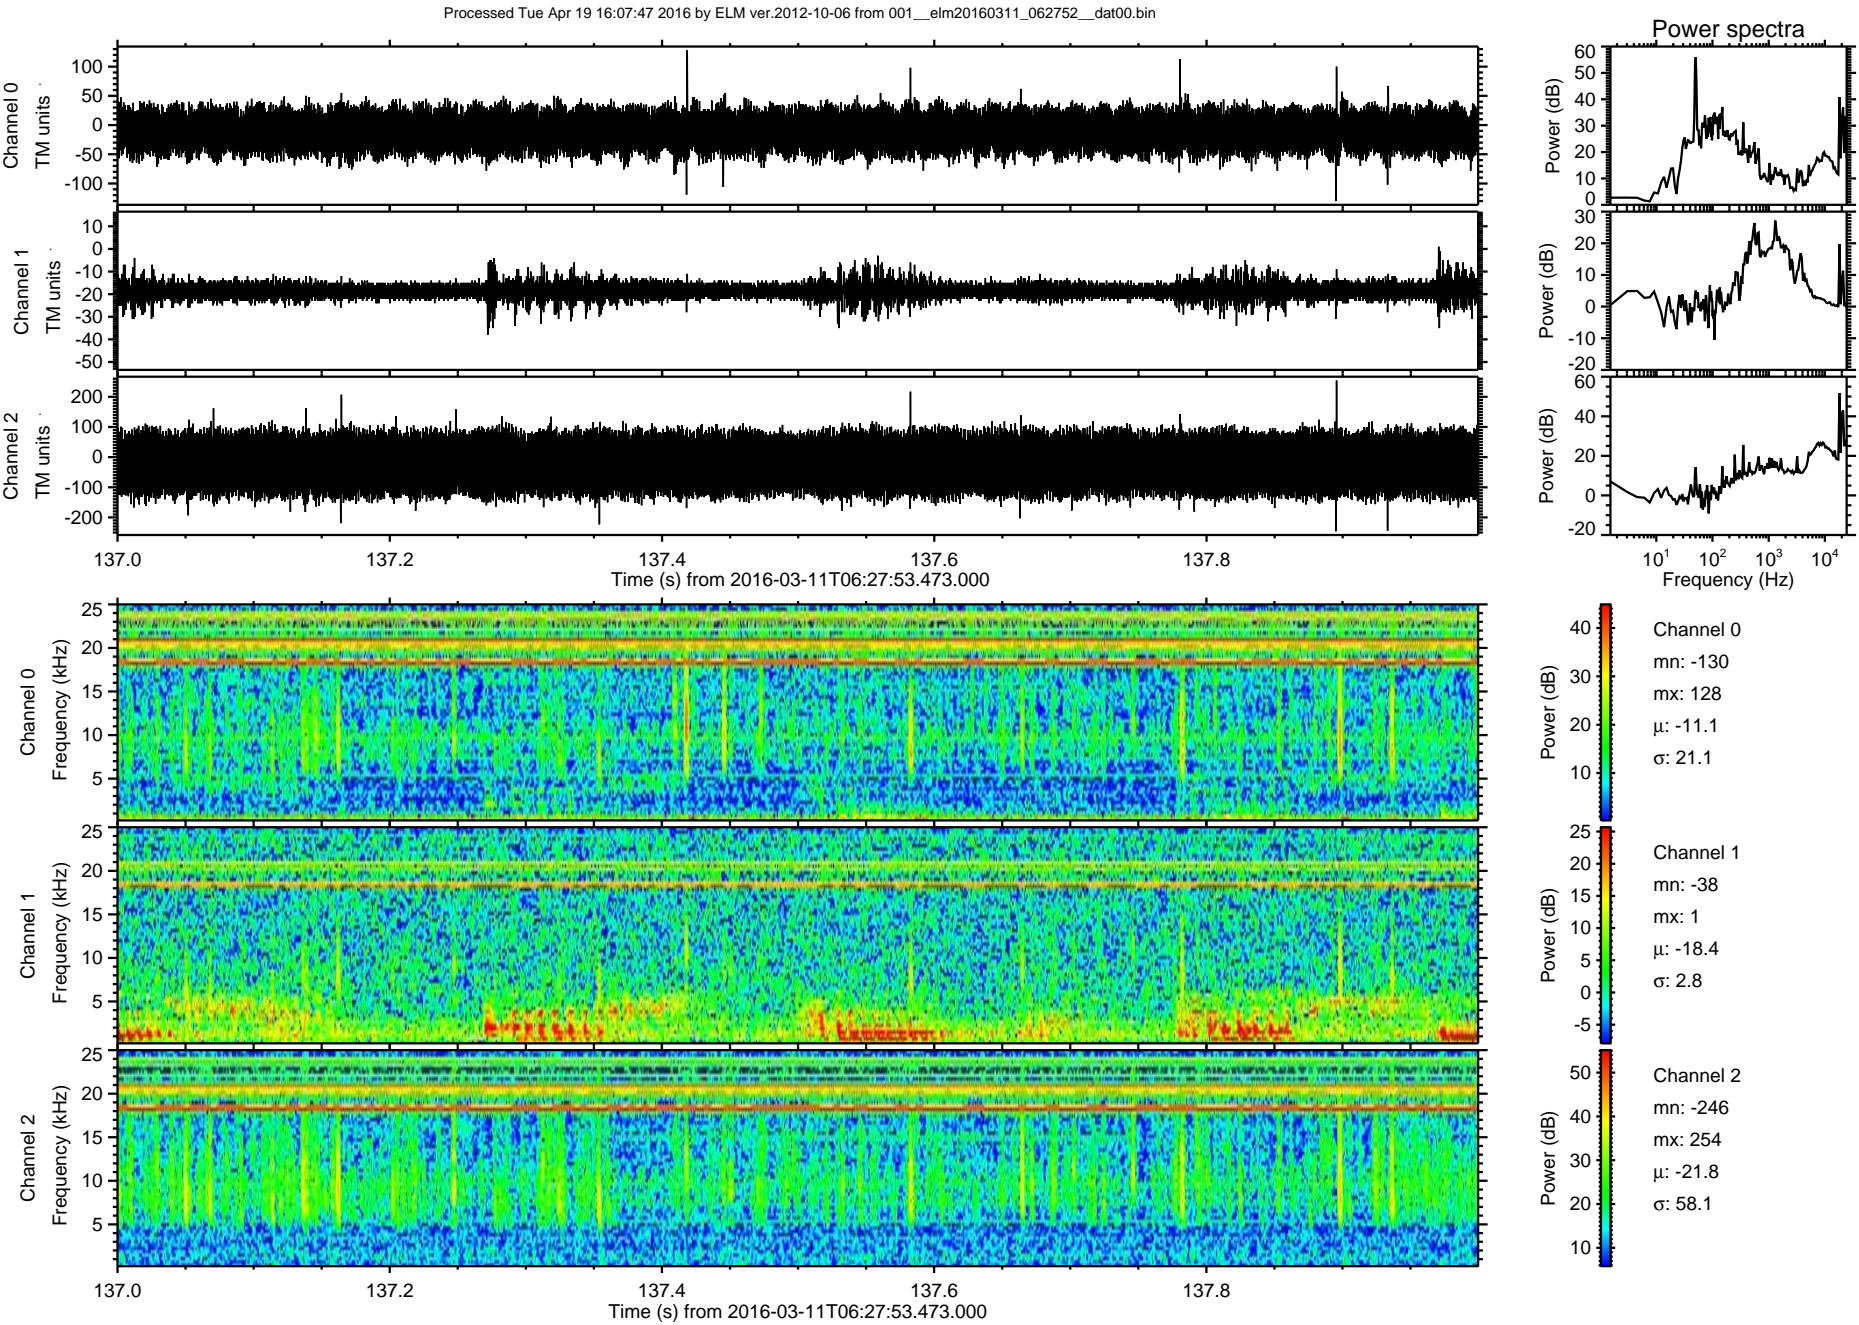 Processed Tue Apr 19 16:07:47 2016 by ELM ver.2012-10-06 from 001__elm20160311_062752__dat00.bin
Power spectra
Channel 0
TM units
100
50
0
-50
-100
Power (dB)
60
50
40
30
20
10
0
Channel 1
TM units
10
0
-10
-20
-30
-40
-50
Power (dB)
30
20
10
0
-10
-20
Channel 2
TM units
200
100
0
-100
-200
Power (dB)
60
40
20
0
-20
137.0 137.2 137.4 137.6 137.8
Time (s) from 2016-03-11T06:27:53.473.000
10^1 10^2 10^3 10^4
Frequency (Hz)
Channel 0
Frequency (kHz)
25
20
15
10
5
Power (dB)
40
30
20
10
Channel 0
mn: -130
mx: 128
μ: -11.1
σ: 21.1
Channel 1
Frequency (kHz)
25
20
15
10
5
Power (dB)
25
20
15
10
5
0
-5
Channel 1
mn: -38
mx: 1
μ: -18.4
σ: 2.8
Channel 2
Frequency (kHz)
25
20
15
10
5
Power (dB)
50
40
30
20
10
Channel 2
mn: -246
mx: 254
μ: -21.8
σ: 58.1
137.0 137.2 137.4 137.6 137.8
Time (s) from 2016-03-11T06:27:53.473.000